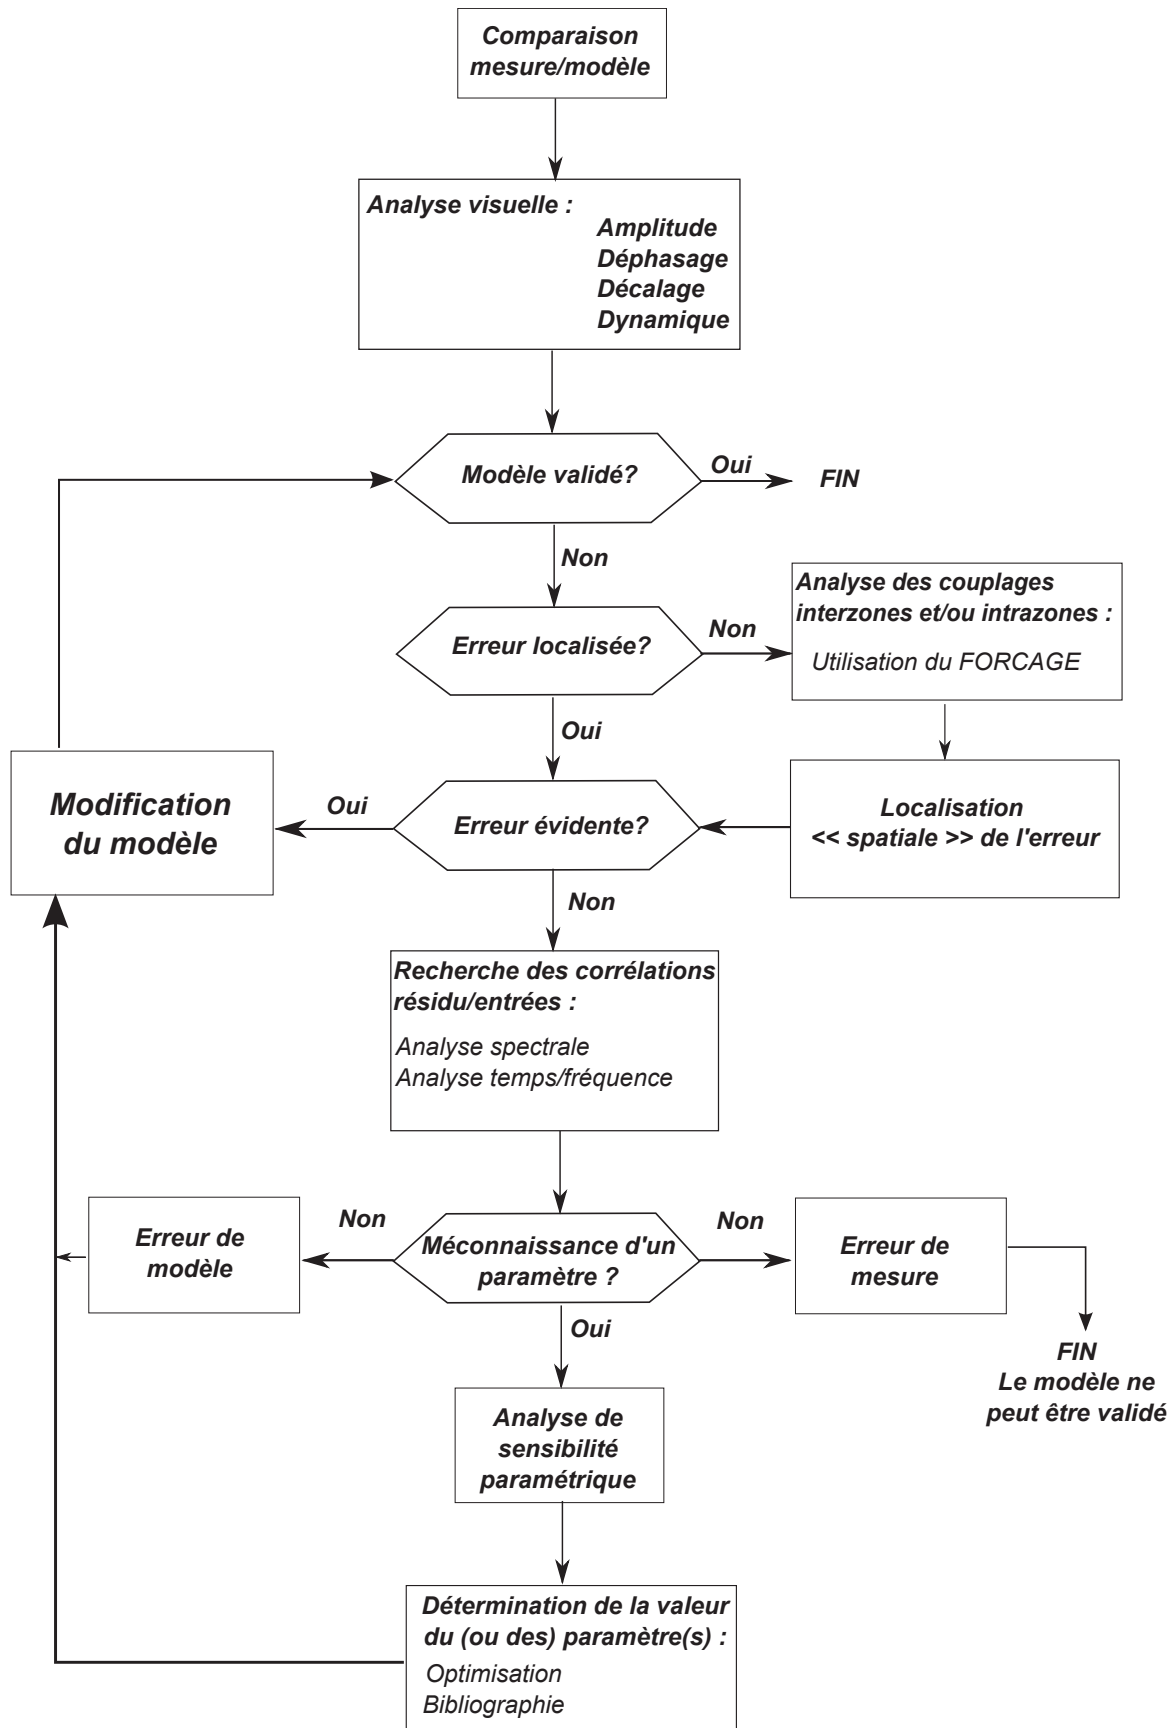 Comparaison
mesure/modèle
Analyse visuelle :
Amplitude
Déphasage
Décalage
Dynamique
Modèle validé?
Oui
FIN
Non
Erreur localisée?
Non
Analyse des couplages
interzones et/ou intrazones :
Utilisation du FORCAGE
Oui
Modification
du modèle
Oui
Erreur évidente?
Localisation
<< spatiale >> de l'erreur
Non
Recherche des corrélations
résidu/entrées :
Analyse spectrale
Analyse temps/fréquence
Erreur de
modèle
Non
Méconnaissance d'un
paramètre ?
Non
Erreur de
mesure
Oui
FIN
Le modèle ne
peut être validé
Analyse de
sensibilité
paramétrique
Détermination de la valeur
du (ou des) paramètre(s) :
Optimisation
Bibliographie